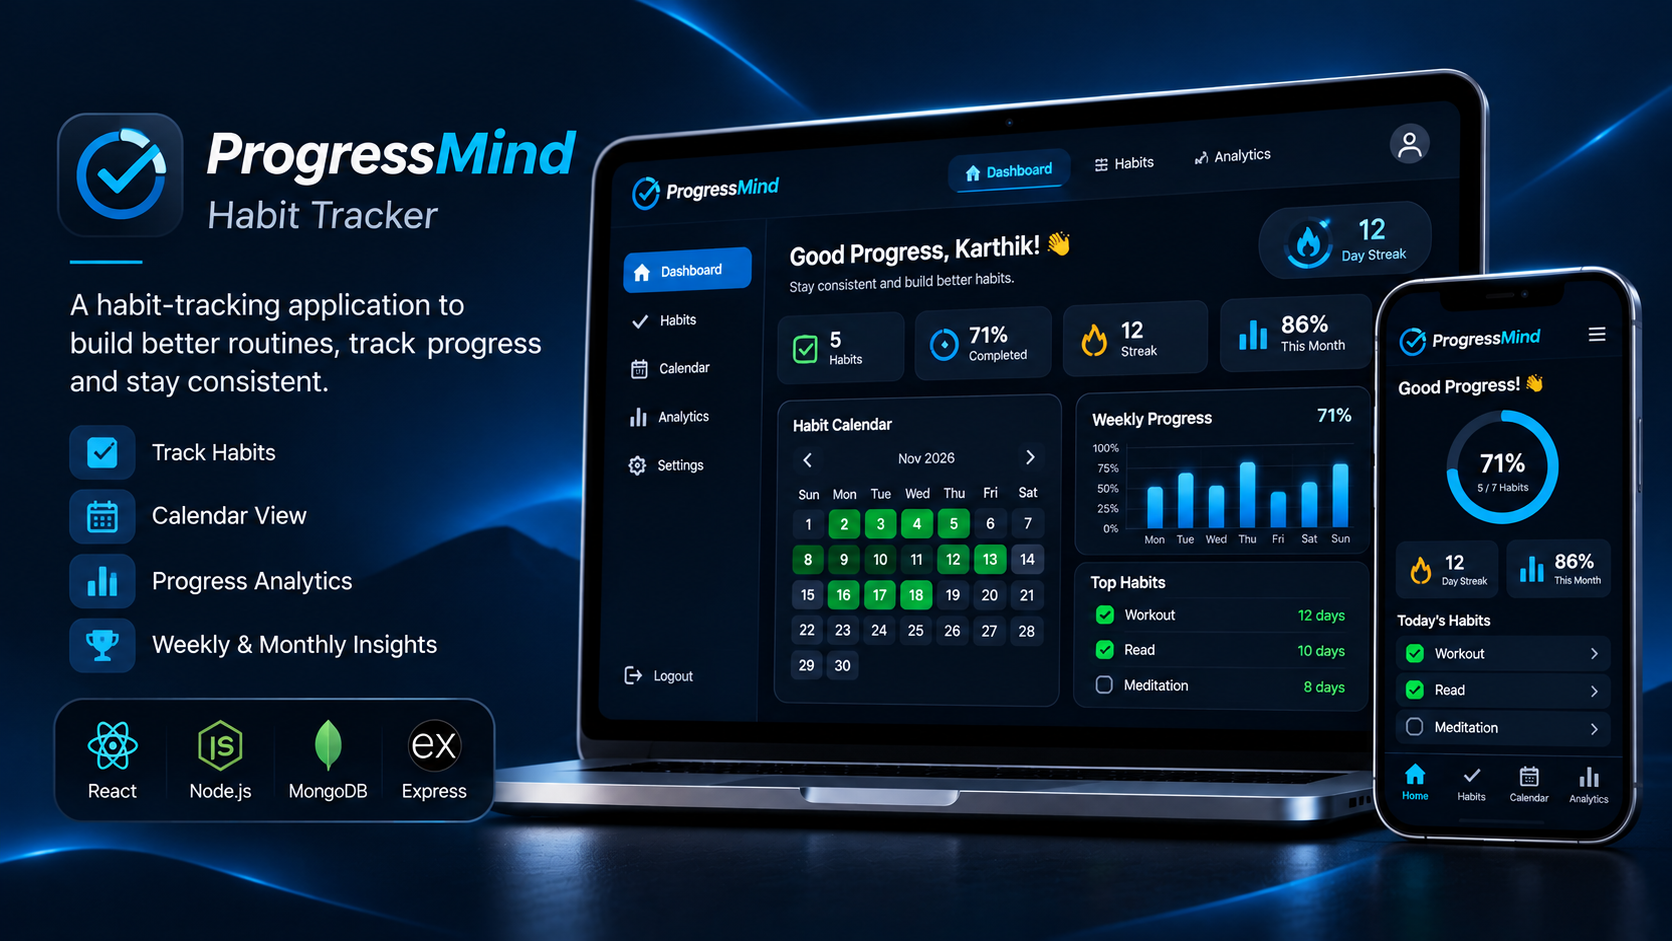 ProgressMind
Habit Tracker
A habit-tracking application to
build better routines, track progress
and stay consistent.
Track Habits
Calendar View
Progress Analytics
Weekly & Monthly Insights
React
Node.js
MongoDB
Express
JS
ex
ProgressMind
Dashboard
Habits
Analytics
Dashboard
Habits
Calendar
Analytics
Settings
Logout
Good Progress, Karthik! 👋
Stay consistent and build better habits.
12
Day Streak
5
Habits
71%
Completed
12
Streak
86%
This Month
Habit Calendar
Nov 2026
Sun Mon Tue Wed Thu Fri Sat
1 2 3 4 5 6 7
8 9 10 11 12 13 14
15 16 17 18 19 20 21
22 23 24 25 26 27 28
29 30
Weekly Progress 71%
100%
75%
50%
25%
0%
Mon Tue Wed Thu Fri Sat Sun
Top Habits
Workout 12 days
Read 10 days
Meditation 8 days
ProgressMind
Good Progress! 👋
71%
5 / 7 Habits
12
Day Streak
86%
This Month
Today's Habits
Workout
Read
Meditation
Home
Habits
Calendar
Analytics